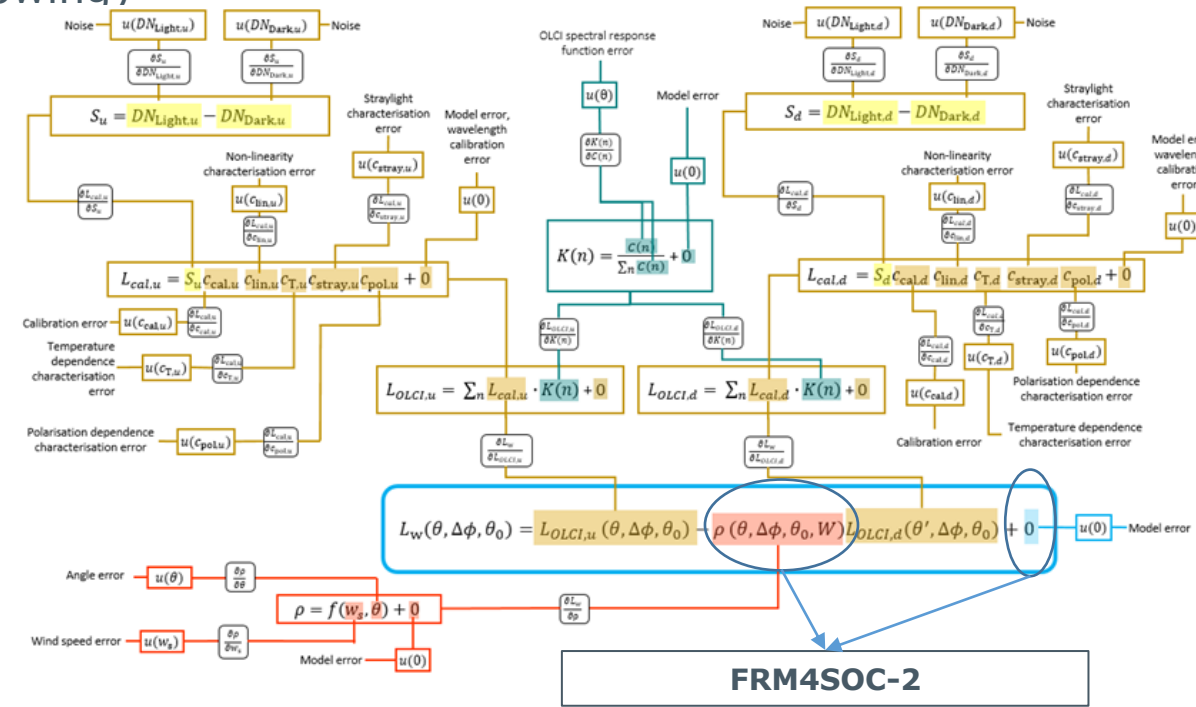 Noise
u(DN_Light,u)
u(DN_Dark,u)
Noise
∂S_u/∂DN_Light,u
∂S_u/∂DN_Dark,u
S_u = DN_Light,u − DN_Dark,u
∂L_cal,u/∂S_u
Non-linearity
characterisation error
u(c_lin,u)
∂L_cal,u/∂c_lin,u
Straylight
characterisation
error
u(c_stray,u)
∂L_cal,u/∂c_stray,u
Model error,
wavelength
calibration
error
u(0)
L_cal,u = S_u c_cal,u c_lin,u c_T,u c_stray,u c_pol,u + 0
Calibration error
u(c_cal,u)
∂L_cal,u/∂c_cal,u
Temperature
dependence
characterisation
error
u(c_T,u)
∂L_cal,u/∂c_T,u
Polarisation dependence
characterisation error
u(c_pol,u)
∂L_cal,u/∂c_pol,u
OLCI spectral response
function error
u(θ)
∂K(n)/∂C(n)
Model error
u(0)
K(n) = C(n)/∑_n C(n) + 0
∂L_OLCI,u/∂K(n)
∂L_OLCI,d/∂K(n)
L_OLCI,u = ∑_n L_cal,u · K(n) + 0
L_OLCI,d = ∑_n L_cal,d · K(n) + 0
∂L_w/∂L_OLCI,u
∂L_w/∂L_OLCI,d
Noise
u(DN_Light,d)
u(DN_Dark,d)
Noise
∂S_d/∂DN_Light,d
∂S_d/∂DN_Dark,d
S_d = DN_Light,d − DN_Dark,d
∂L_cal,d/∂S_d
Non-linearity
characterisation error
u(c_lin,d)
∂L_cal,d/∂c_lin,d
Straylight
characterisation
error
u(c_stray,d)
∂L_cal,d/∂c_stray,d
Model
error
u(0)
L_cal,d = S_d c_cal,d c_lin,d c_T,d c_stray,d c_pol,d + 0
∂L_cal,d/∂c_cal,d
u(c_cal,d)
Calibration error
∂L_cal,d/∂c_T,d
u(c_T,d)
Temperature dependence
characterisation error
∂L_cal,d/∂c_pol,d
u(c_pol,d)
Polarisation dependence
characterisation error
L_w(θ, Δϕ, θ_0) = L_OLCI,u (θ, Δϕ, θ_0) − ρ (θ, Δϕ, θ_0, W) L_OLCI,d(θ′, Δϕ, θ_0) + 0
u(0)
Model error
Angle error
u(θ)
∂ρ/∂θ
ρ = f(w_s, θ) + 0
∂L_w/∂ρ
Wind speed error
u(w_s)
∂ρ/∂w_s
Model error
u(0)
FRM4SOC-2